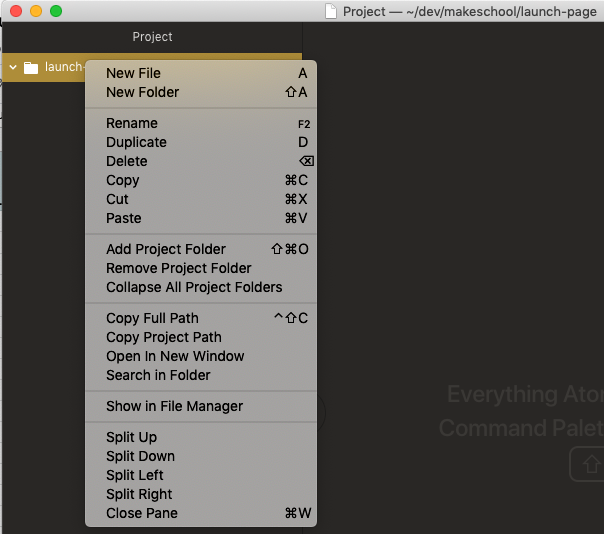 Project — ~/dev/makeschool/launch-page
Project
launch-
New File A
New Folder ⇧A
Rename F2
Duplicate D
Delete ⌫
Copy ⌘C
Cut ⌘X
Paste ⌘V
Add Project Folder ⇧⌘O
Remove Project Folder
Collapse All Project Folders
Copy Full Path ^⇧C
Copy Project Path
Open In New Window
Search in Folder
Show in File Manager
Everything Ato
Command Palet
⇧
Split Up
Split Down
Split Left
Split Right
Close Pane ⌘W